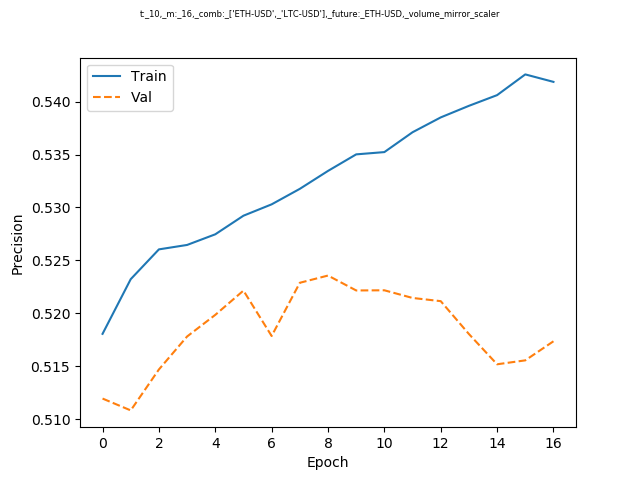 t:_10,_m:_16,_comb:_['ETH-USD',_'LTC-USD'],_future:_ETH-USD,_volume_mirror_scaler
Train
Val
0.540
0.535
0.530
0.525
0.520
0.515
0.510
Precision
0 2 4 6 8 10 12 14 16
Epoch